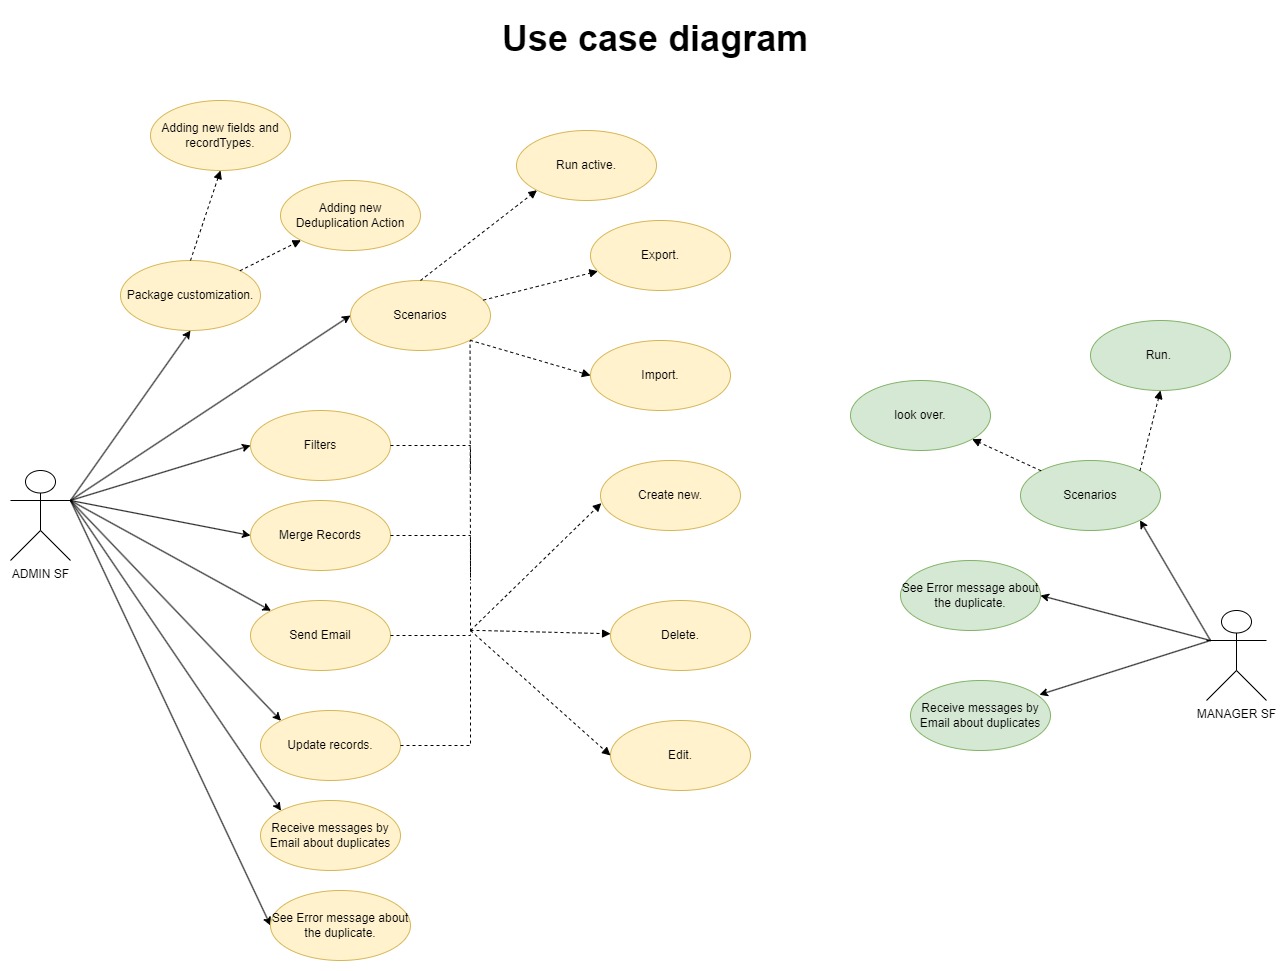 Use case diagram
Adding new fields and
recordTypes.
Adding new
Deduplication Action
Package customization.
Run active.
Export.
Scenarios
Import.
Filters
Merge Records
Send Email
Update records.
Receive messages by
Email about duplicates
See Error message about
the duplicate.
ADMIN SF
Create new.
Delete.
Edit.
Run.
look over.
Scenarios
See Error message about
the duplicate.
Receive messages by
Email about duplicates
MANAGER SF